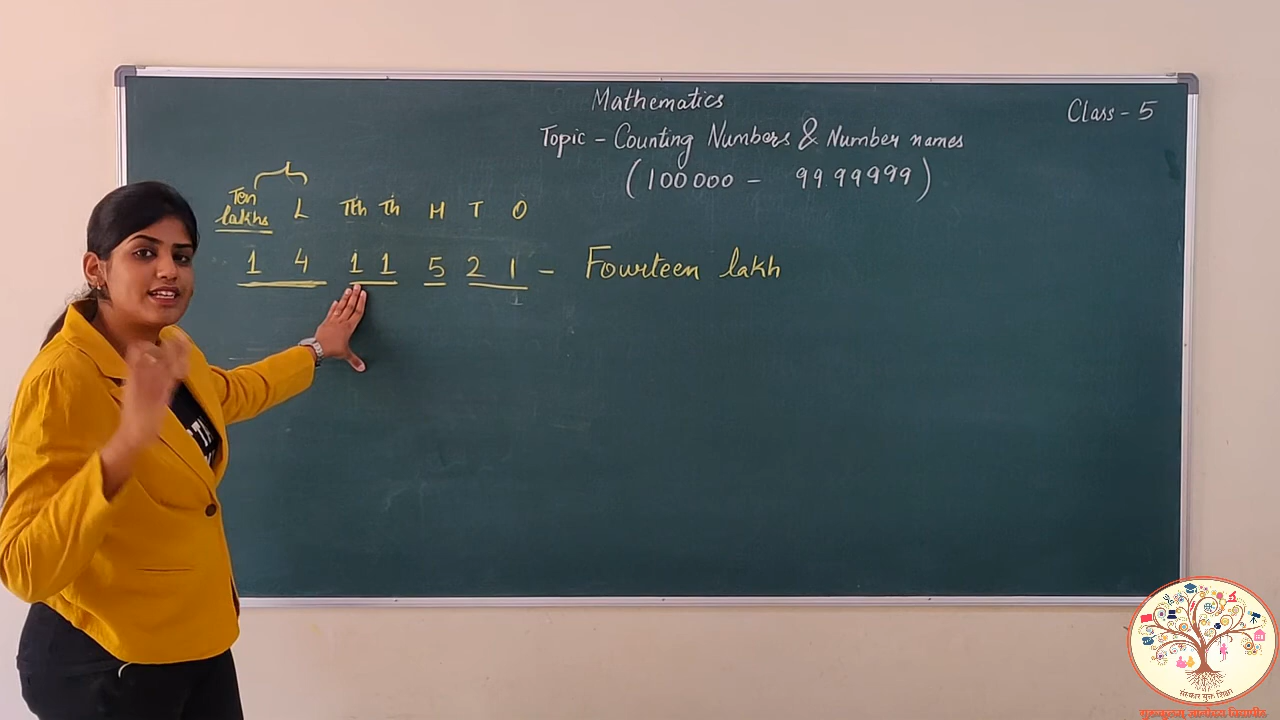 Mathematics
Class - 5
Topic - Counting Numbers & Number names
(100000 - 9999999)
Ten lakhs L Tth Th H T O
1 4 1 1 5 2 1 - Fourteen lakh
1
संस्कार युक्त शिक्षा